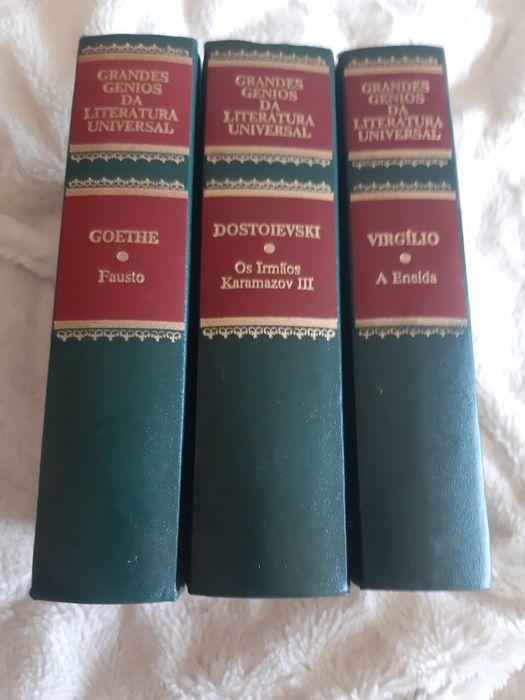 GRANDES
GENIOS
DA
LITERATURA
UNIVERSAL
GOETHE
Fausto
GRANDES
GENIOS
DA
LITERATURA
UNIVERSAL
DOSTOIEVSKI
Os Irmãos
Karamazov III
GRANDES
GENIOS
DA
LITERATURA
UNIVERSAL
VIRGÍLIO
A Eneida